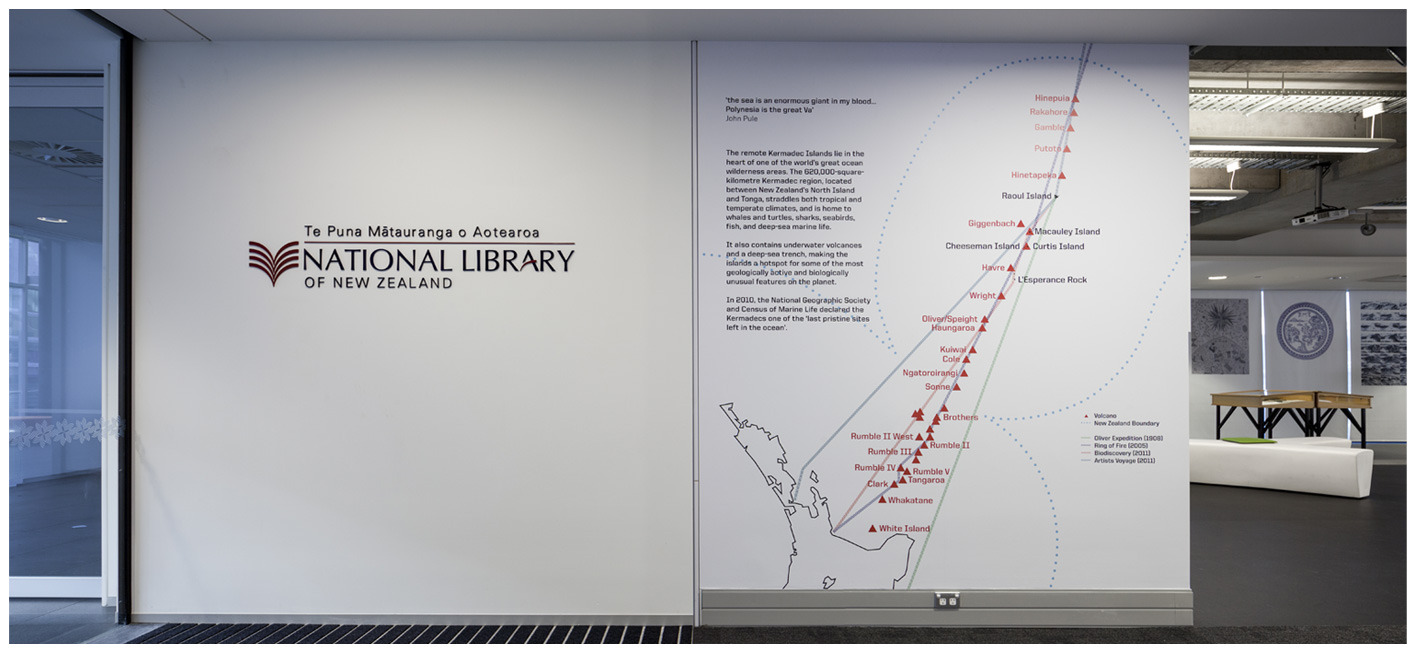 Te Puna Mātauranga o Aotearoa
NATIONAL LIBRARY
OF NEW ZEALAND
'the sea is an enormous giant in my blood...
Polynesia is the great Va'
John Pule
The remote Kermadec Islands lie in the
heart of one of the world's great ocean
wilderness areas. The 620,000-square-
kilometre Kermadec region, located
between New Zealand's North Island
and Tonga, straddles both tropical and
temperate climates, and is home to
whales and turtles, sharks, seabirds,
fish, and deep-sea marine life.
It also contains underwater volcanoes
and a deep-sea trench, making the
islands a hotspot for some of the most
geologically active and biologically
unusual features on the planet.
In 2010, the National Geographic Society
and Census of Marine Life declared the
Kermadecs one of the 'last pristine sites
left in the ocean'.
Hinepuia
Rakahore
Gamble
Putoto
Hinetapeka
Raoul Island
Giggenbach
Macauley Island
Cheeseman Island
Curtis Island
Havre
L'Esperance Rock
Wright
Oliver/Speight
Haungaroa
Kuiwai
Cole
Ngatoroirangi
Sonne
Brothers
Rumble II West
Rumble II
Rumble III
Rumble IV
Rumble V
Tangaroa
Clark
Whakatane
White Island
Volcano
New Zealand Boundary
Oliver Expedition (1908)
Ring of Fire (2005)
Biodiscovery (2011)
Artists Voyage (2011)